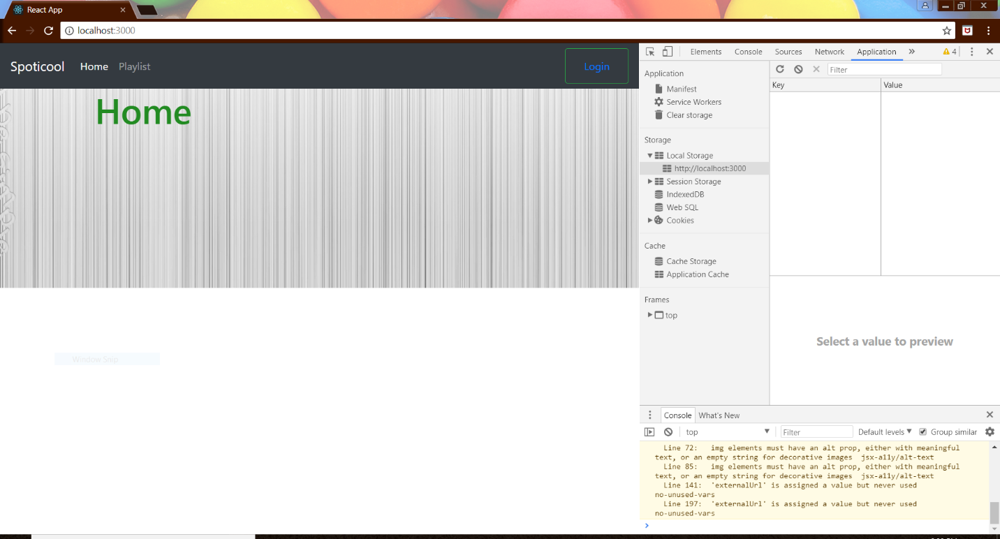 React App
localhost:3000
Spoticool Home Playlist Login
Home
Window Snip
Elements Console Sources Network Application » 4
Application
Manifest
Service Workers
Clear storage
Storage
Local Storage
http://localhost:3000
Session Storage
IndexedDB
Web SQL
Cookies
Cache
Cache Storage
Application Cache
Frames
top
Filter
Key Value
Select a value to preview
Console What's New
top Filter Default levels Group similar
Line 72: img elements must have an alt prop, either with meaningful
text, or an empty string for decorative images jsx-a11y/alt-text
Line 85: img elements must have an alt prop, either with meaningful
text, or an empty string for decorative images jsx-a11y/alt-text
Line 141: 'externalUrl' is assigned a value but never used
no-unused-vars
Line 197: 'externalUrl' is assigned a value but never used
no-unused-vars